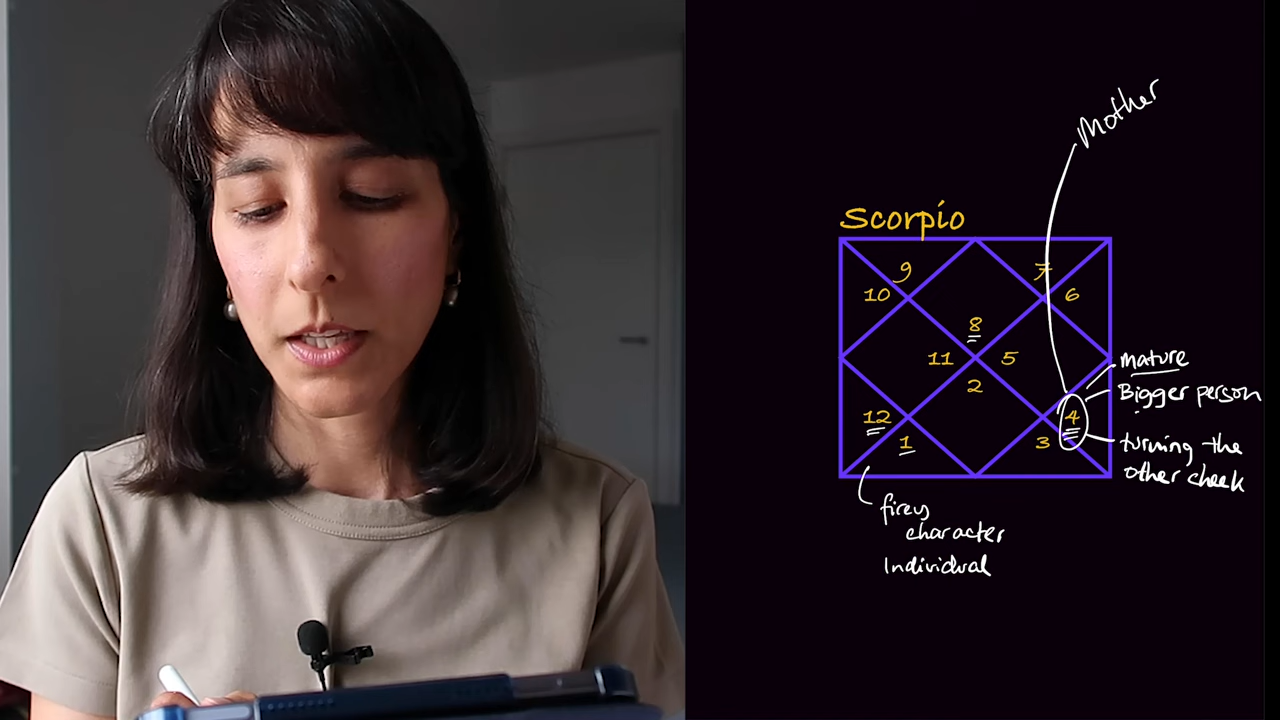 Mother
Scorpio
9
7
10
6
8
11
5
2
mature
Bigger person
12
4
1
3
turning the
other cheek
firey
character
Individual